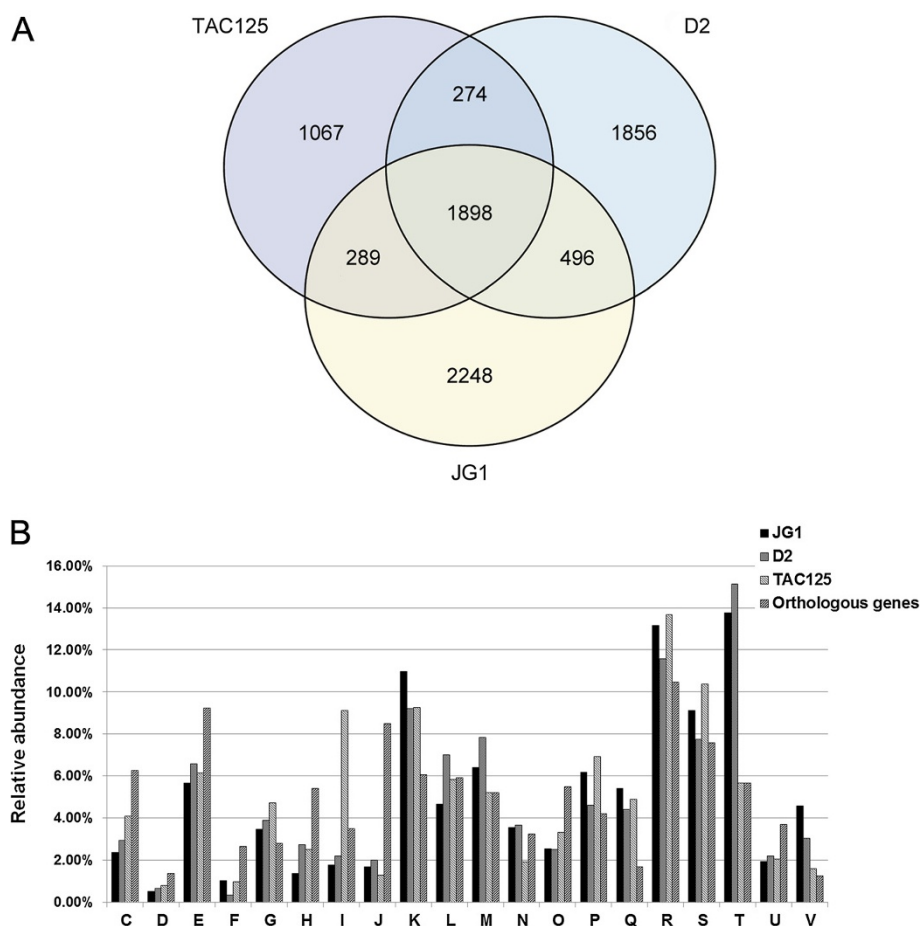 A
TAC125
D2
274
1067
1856
1898
289
496
2248
JG1
B
JG1
D2
TAC125
Orthologous genes
Relative abundance
16.00%
14.00%
12.00%
10.00%
8.00%
6.00%
4.00%
2.00%
0.00%
C D E F G H I J K L M N O P Q R S T U V